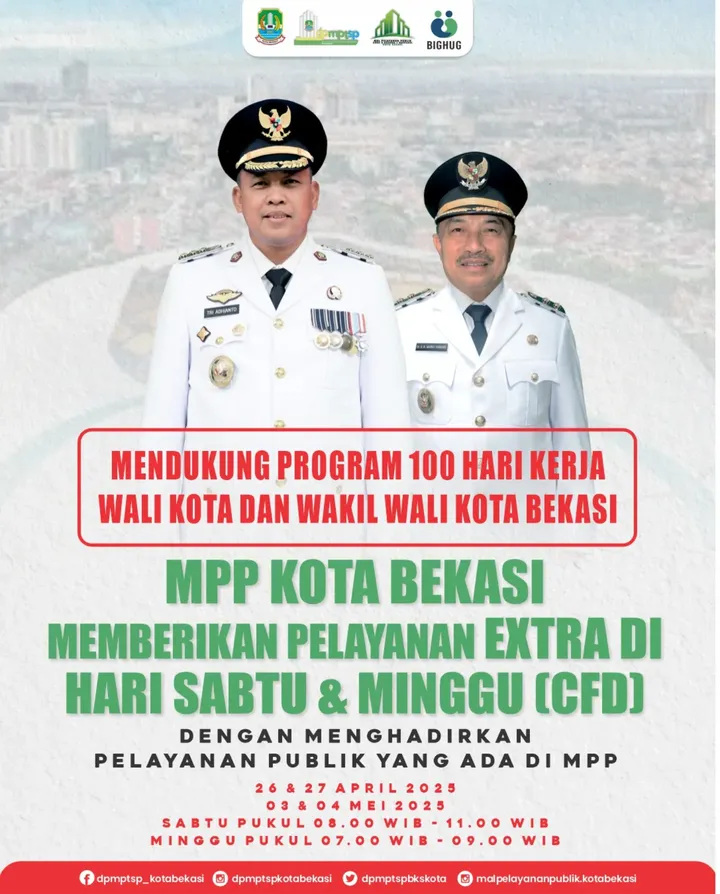 BIGHUG
TRI ADHIANTO
MENDUKUNG PROGRAM 100 HARI KERJA
WALI KOTA DAN WAKIL WALI KOTA BEKASI
MPP KOTA BEKASI
MEMBERIKAN PELAYANAN EXTRA DI
HARI SABTU & MINGGU (CFD)
DENGAN MENGHADIRKAN
PELAYANAN PUBLIK YANG ADA DI MPP
26 & 27 APRIL 2025
03 & 04 MEI 2025
SABTU PUKUL 08.00 WIB - 11.00 WIB
MINGGU PUKUL 07.00 WIB - 09.00 WIB
dpmptsp_kotabekasi dpmptspkotabekasi dpmptspbkskota malpelayananpublik.kotabekasi